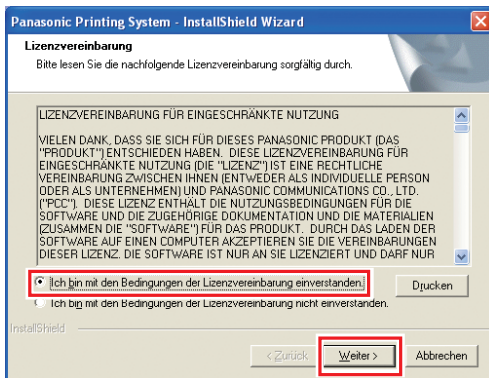 Panasonic Printing System - InstallShield Wizard
Lizenzvereinbarung
Bitte lesen Sie die nachfolgende Lizenzvereinbarung sorgfältig durch.
LIZENZVEREINBARUNG FÜR EINGESCHRÄNKTE NUTZUNG
VIELEN DANK, DASS SIE SICH FÜR DIESES PANASONIC PRODUKT (DAS
"PRODUKT") ENTSCHIEDEN HABEN. DIESE LIZENZVEREINBARUNG FÜR
EINGESCHRÄNKTE NUTZUNG (DIE "LIZENZ") IST EINE RECHTLICHE
VEREINBARUNG ZWISCHEN IHNEN (ENTWEDER ALS INDIVIDUELLE PERSON
ODER ALS UNTERNEHMEN) UND PANASONIC COMMUNICATIONS CO., LTD.
("PCC"). DIESE LIZENZ ENTHÄLT DIE NUTZUNGSBEDINGUNGEN FÜR DIE
SOFTWARE UND DIE ZUGEHÖRIGE DOKUMENTATION UND DIE MATERIALIEN
(ZUSAMMEN DIE "SOFTWARE") FÜR DAS PRODUKT. DURCH DAS LADEN DER
SOFTWARE AUF EINEN COMPUTER AKZEPTIEREN SIE DIE VEREINBARUNGEN
DIESER LIZENZ. DIE SOFTWARE IST NUR AN SIE LIZENZIERT UND DARF NUR
Ich bin mit den Bedingungen der Lizenzvereinbarung einverstanden.
Drucken
Ich bin mit den Bedingungen der Lizenzvereinbarung nicht einverstanden.
InstallShield
< Zurück
Weiter >
Abbrechen